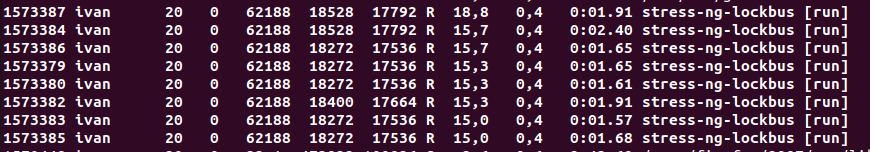 1573387 ivan 20 0 62188 18528 17792 R 18,8 0,4 0:01.91 stress-ng-lockbus [run]
1573384 ivan 20 0 62188 18528 17792 R 15,7 0,4 0:02.40 stress-ng-lockbus [run]
1573386 ivan 20 0 62188 18272 17536 R 15,7 0,4 0:01.65 stress-ng-lockbus [run]
1573379 ivan 20 0 62188 18272 17536 R 15,3 0,4 0:01.65 stress-ng-lockbus [run]
1573380 ivan 20 0 62188 18272 17536 R 15,3 0,4 0:01.61 stress-ng-lockbus [run]
1573382 ivan 20 0 62188 18400 17664 R 15,3 0,4 0:01.91 stress-ng-lockbus [run]
1573383 ivan 20 0 62188 18272 17536 R 15,0 0,4 0:01.57 stress-ng-lockbus [run]
1573385 ivan 20 0 62188 18272 17536 R 15,0 0,4 0:01.68 stress-ng-lockbus [run]